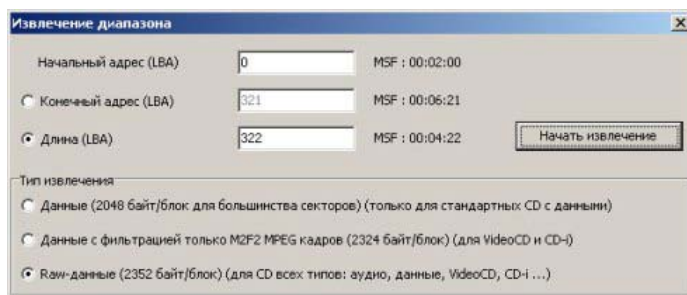 Извлечение диапазона
Начальный адрес (LBA) 0 MSF : 00:02:00
Конечный адрес (LBA) 321 MSF : 00:06:21
Длина (LBA) 322 MSF : 00:04:22 Начать извлечение
Тип извлечения
Данные (2048 байт/блок для большинства секторов) (только для стандартных CD с данными)
Данные с фильтрацией только M2F2 MPEG кадров (2324 байт/блок) (для VideoCD и CD-i)
Raw-данные (2352 байт/блок) (для CD всех типов: аудио, данные, VideoCD, CD-i ...)